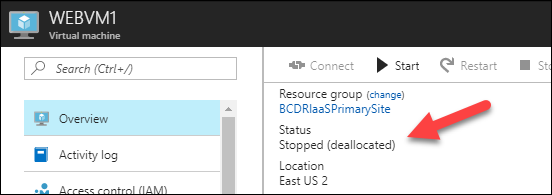 WEBVM1
Virtual machine
Search (Ctrl+/)
Overview
Activity log
Access control (IAM)
Connect Start Restart
Resource group (change)
BCDRIaaSPrimarySite
Status
Stopped (deallocated)
Location
East US 2